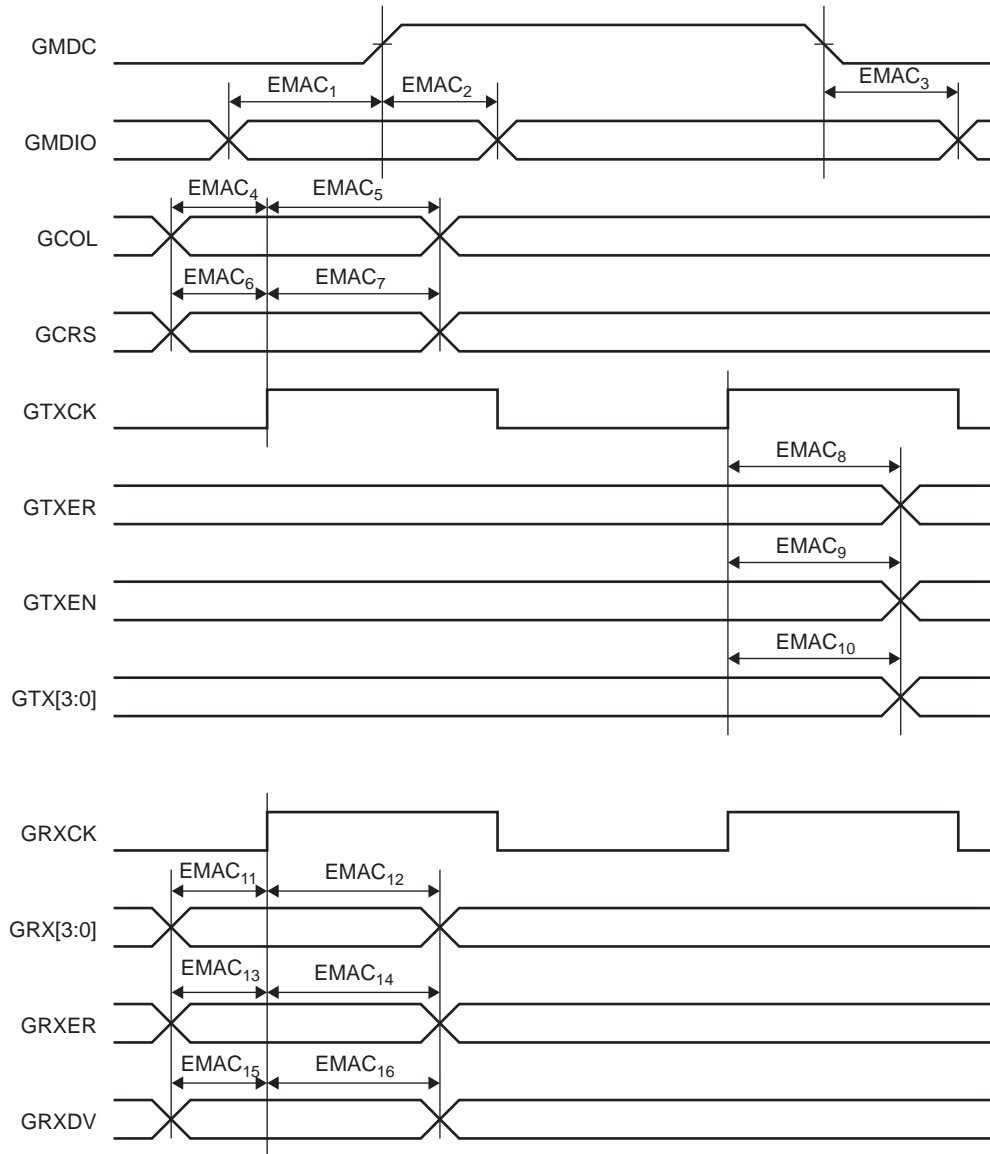 GMDC
EMAC1 EMAC2 EMAC3
GMDIO
EMAC4 EMAC5
GCOL
EMAC6 EMAC7
GCRS
GTXCK
EMAC8
GTXER
EMAC9
GTXEN
EMAC10
GTX[3:0]
GRXCK
EMAC11 EMAC12
GRX[3:0]
EMAC13 EMAC14
GRXER
EMAC15 EMAC16
GRXDV